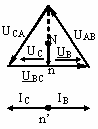 N
U_CA U_AB
U_C U_B
U_BC n
I_C I_B
n'